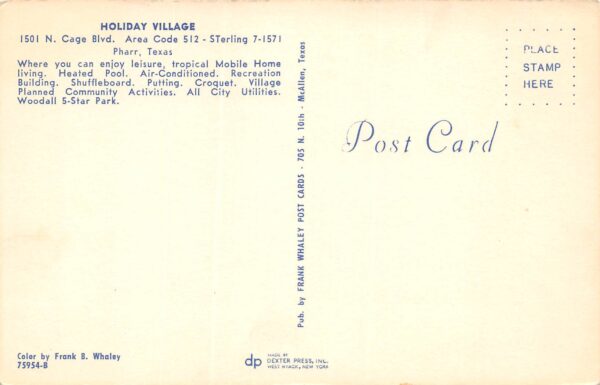 HOLIDAY VILLAGE
1501 N. Cage Blvd. Area Code 512 - STerling 7-1571
Pharr, Texas
Where you can enjoy leisure, tropical Mobile Home
living. Heated Pool. Air-Conditioned. Recreation
Building. Shuffleboard. Putting. Croquet. Village
Planned Community Activities. All City Utilities.
Woodall 5-Star Park.
Color by Frank B. Whaley
75954-B
Pub. by FRANK WHALEY POST CARDS - 705 N. 10th - McAllen, Texas
dp
MADE BY
DEXTER PRESS, INC.
WEST NYACK, NEW YORK
PLACE
STAMP
HERE
Post Card